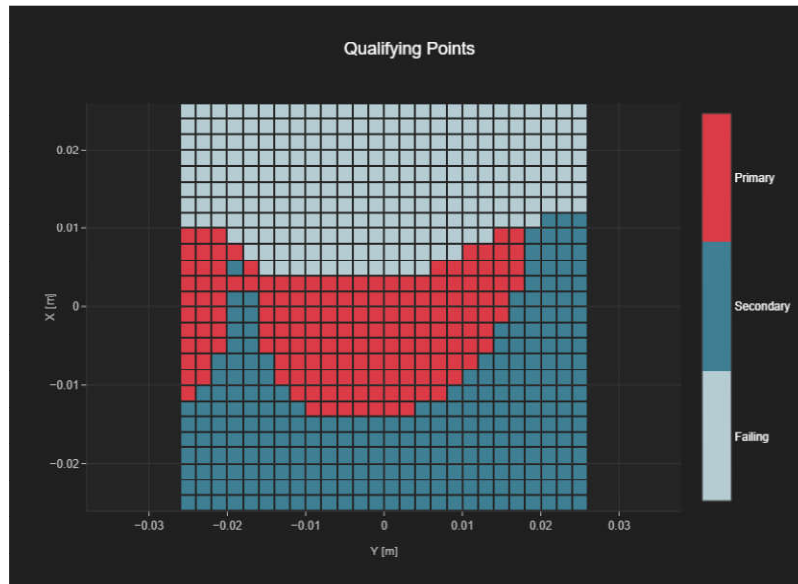 Qualifying Points
0.02
0.01
0
−0.01
−0.02
X [m]
−0.03
−0.02
−0.01
0
0.01
0.02
0.03
Y [m]
Primary
Secondary
Failing